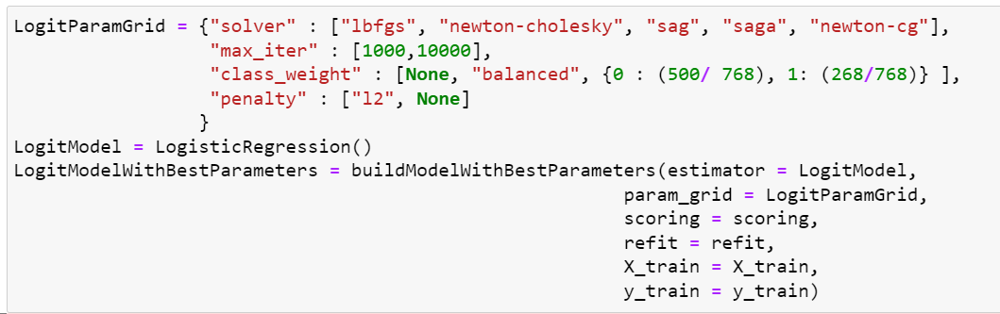 LogitParamGrid = {"solver" : ["lbfgs", "newton-cholesky", "sag", "saga", "newton-cg"],
"max_iter" : [1000,10000],
"class_weight" : [None, "balanced", {0 : (500/ 768), 1: (268/768)} ],
"penalty" : ["l2", None]
}
LogitModel = LogisticRegression()
LogitModelWithBestParameters = buildModelWithBestParameters(estimator = LogitModel,
param_grid = LogitParamGrid,
scoring = scoring,
refit = refit,
X_train = X_train,
y_train = y_train)